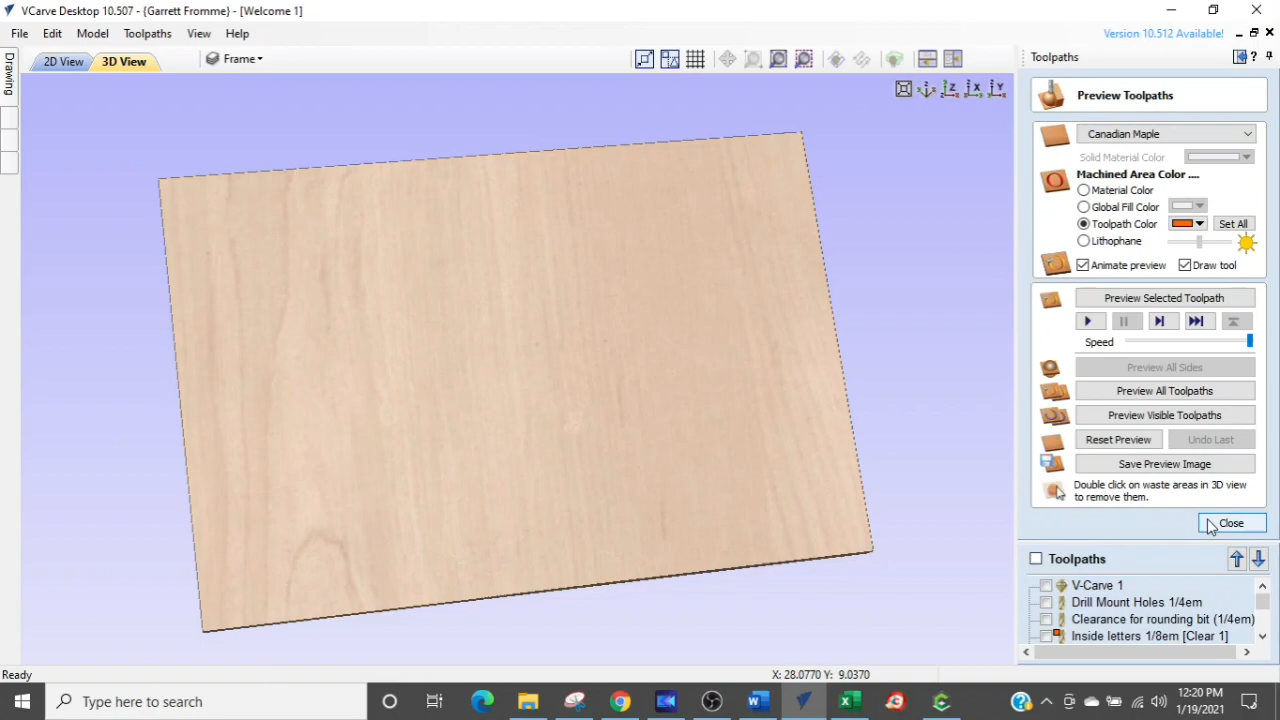 VCarve Desktop 10.507 - {Garrett Fromme} - [Welcome 1]
File Edit Model Toolpaths View Help
Version 10.512 Available!
Drawing
2D View 3D View Frame
Toolpaths
Preview Toolpaths
Canadian Maple
Solid Material Color
Machined Area Color ....
Material Color
Global Fill Color
Toolpath Color Set All
Lithophane
Animate preview Draw tool
Preview Selected Toolpath
Speed
Preview All Sides
Preview All Toolpaths
Preview Visible Toolpaths
Reset Preview Undo Last
Save Preview Image
Double click on waste areas in 3D view
to remove them.
Close
Toolpaths
V-Carve 1
Drill Mount Holes 1/4em
Clearance for rounding bit (1/4em)
Inside letters 1/8em [Clear 1]
Ready X: 28.0770 Y: 9.0370
Type here to search
12:20 PM
1/19/2021